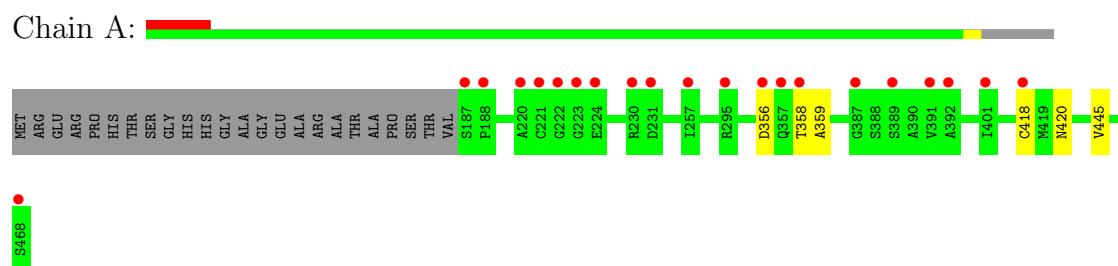 Chain A:
MET ARG GLU ARG PRO HIS THR SER GLY HIS HIS GLY ALA GLY GLU ALA ARG ALA THR ALA PRO SER THR VAL S187 P188 A220 C221 G222 G223 E224 R230 D231 I257 R295 D356 Q357 T358 A359 G387 S388 S389 A390 V391 A392 I401 C418 M419 N420 V445
S468